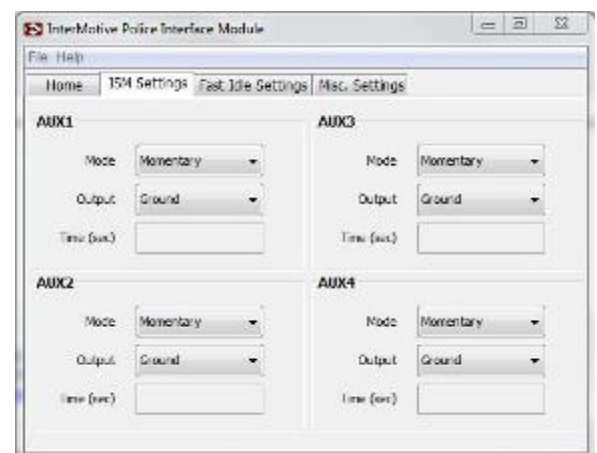 InterMotive Police Interface Module
File Help
Home ISM Settings Fast Idle Settings Misc. Settings
AUX1
Mode Momentary
Output Ground
Time (sec)
AUX3
Mode Momentary
Output Ground
Time (sec)
AUX2
Mode Momentary
Output Ground
Time (sec)
AUX4
Mode Momentary
Output Ground
Time (sec)